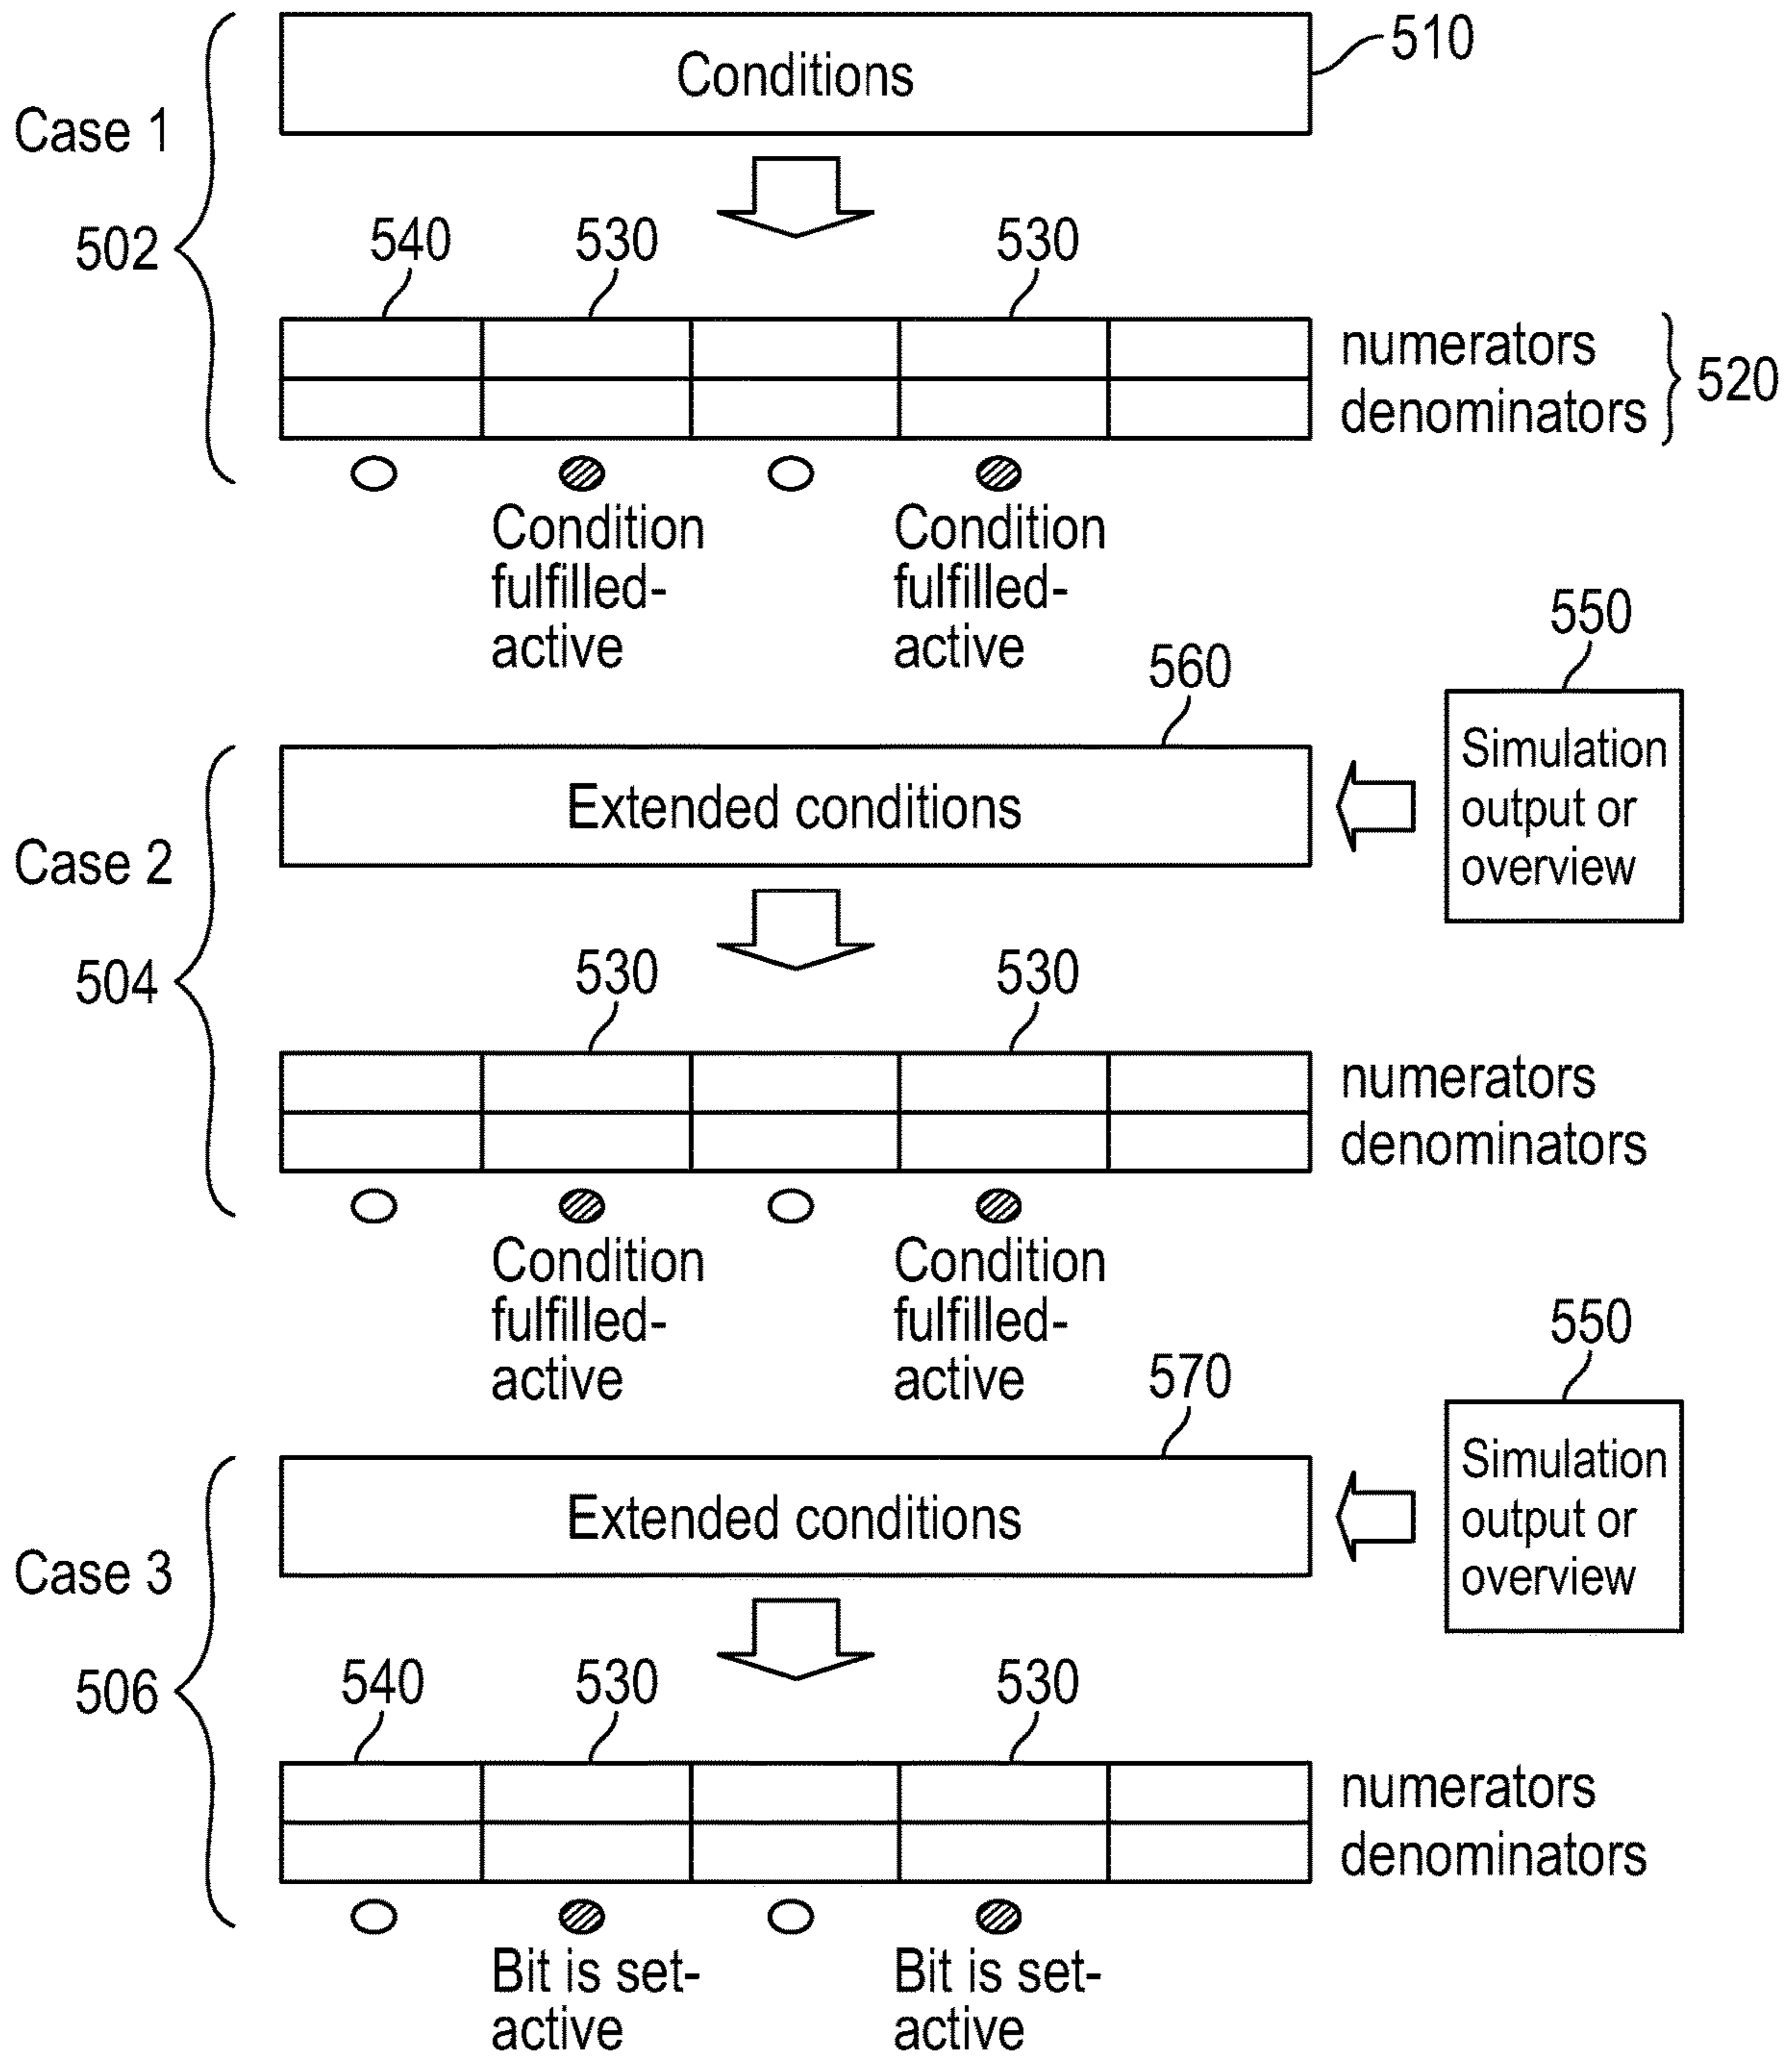 510
Conditions
Case 1
502
540 530 530
numerators
denominators
520
Condition
fulfilled-
active
Condition
fulfilled-
active
550
560
Simulation
output or
overview
Extended conditions
Case 2
504
530 530
numerators
denominators
Condition
fulfilled-
active
Condition
fulfilled-
active
550
570
Simulation
output or
overview
Extended conditions
Case 3
506
540 530 530
numerators
denominators
Bit is set-
active
Bit is set-
active